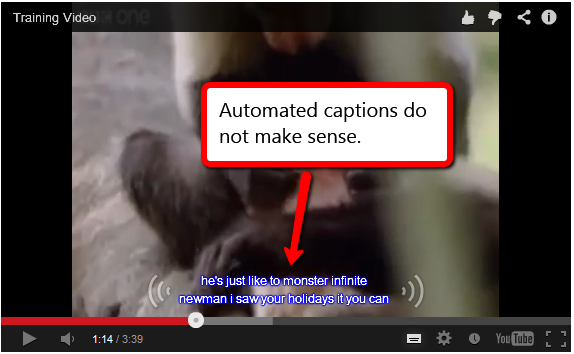 Training Video
one
Automated captions do
not make sense.
he's just like to monster infinite
newman i saw your holidays it you can
1:14 / 3:39
YouTube